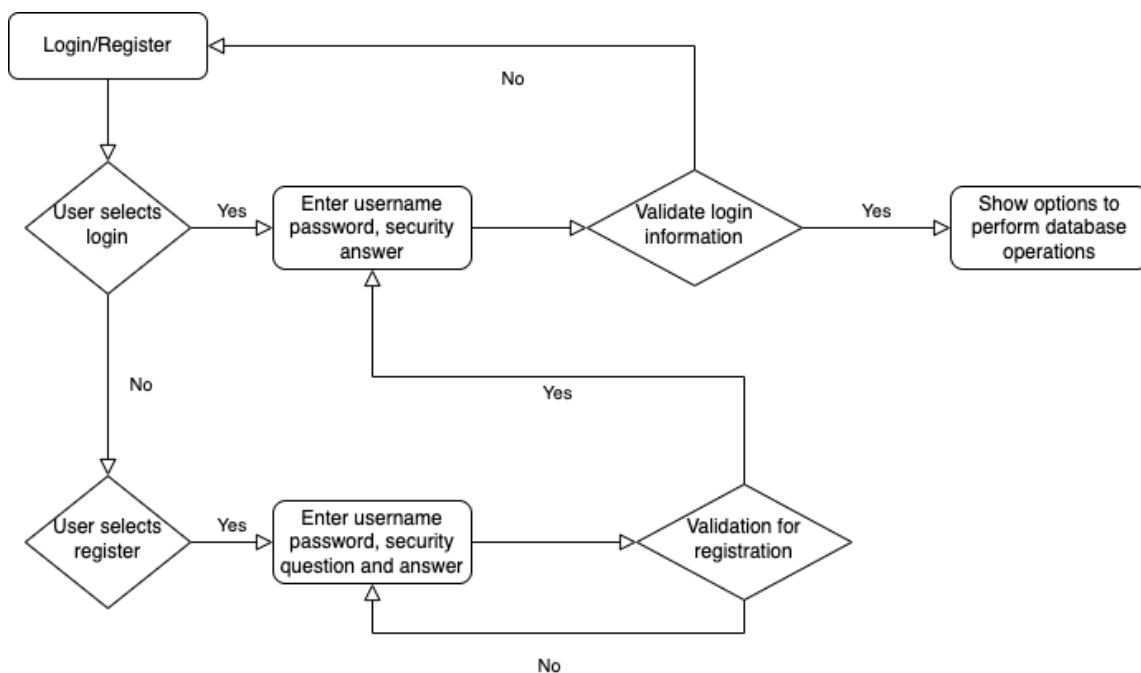 Login/Register
No
User selects
login
Yes
Enter username
password, security
answer
Validate login
information
Yes
Show options to
perform database
operations
No
Yes
User selects
register
Yes
Enter username
password, security
question and answer
Validation for
registration
No